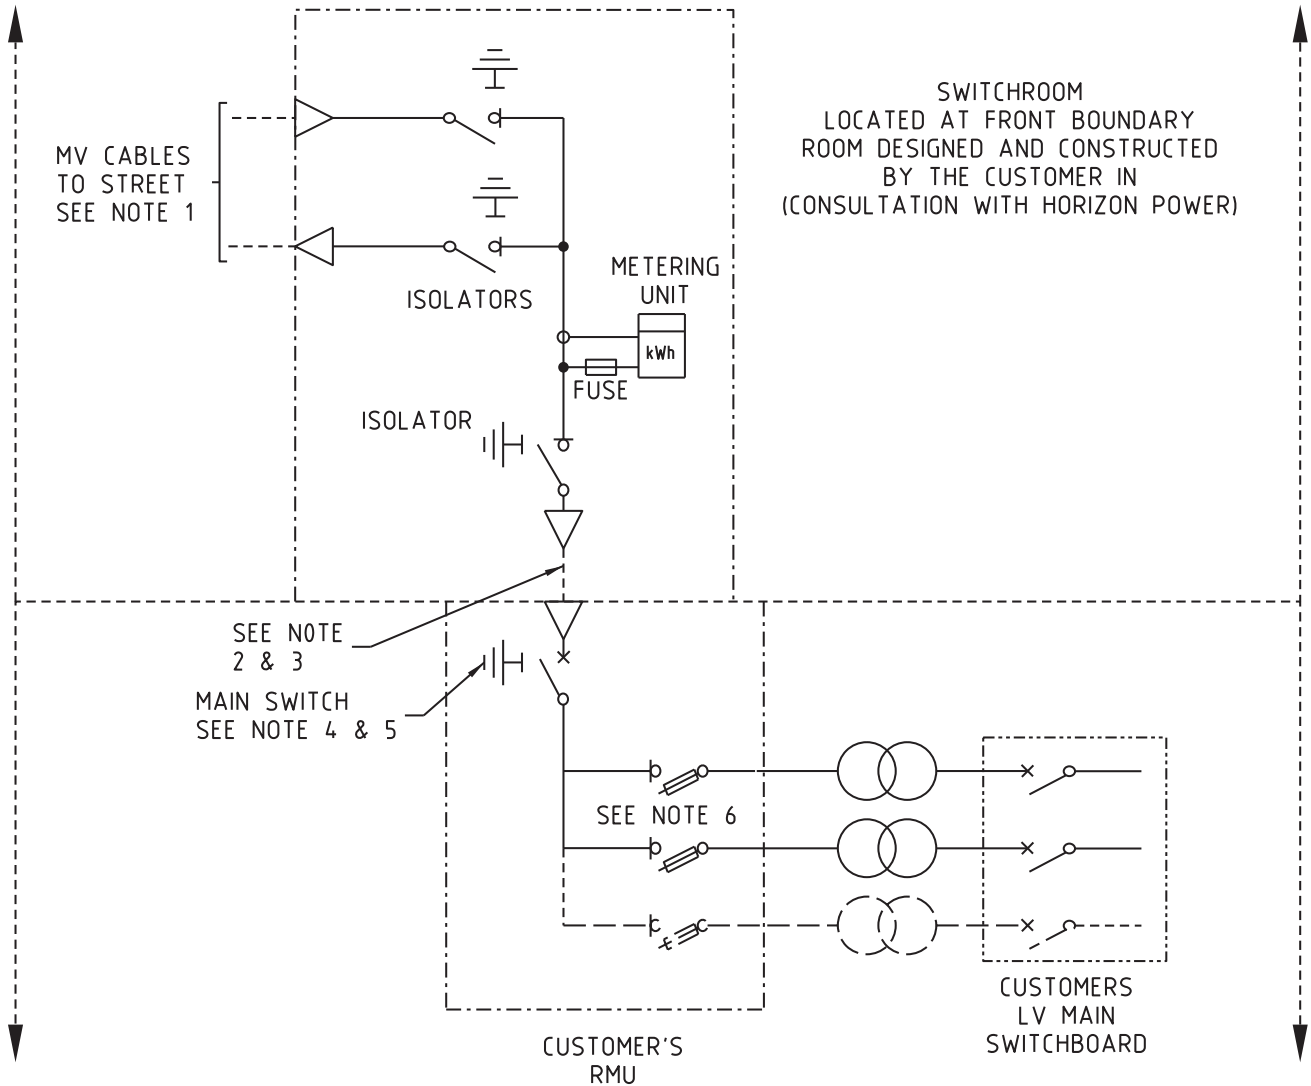 SWITCHROOM
LOCATED AT FRONT BOUNDARY
ROOM DESIGNED AND CONSTRUCTED
BY THE CUSTOMER IN
(CONSULTATION WITH HORIZON POWER)
MV CABLES
TO STREET
SEE NOTE 1
ISOLATORS
METERING
UNIT
kWh
FUSE
ISOLATOR
SEE NOTE
2 & 3
MAIN SWITCH
SEE NOTE 4 & 5
SEE NOTE 6
CUSTOMERS
LV MAIN
SWITCHBOARD
CUSTOMER'S
RMU